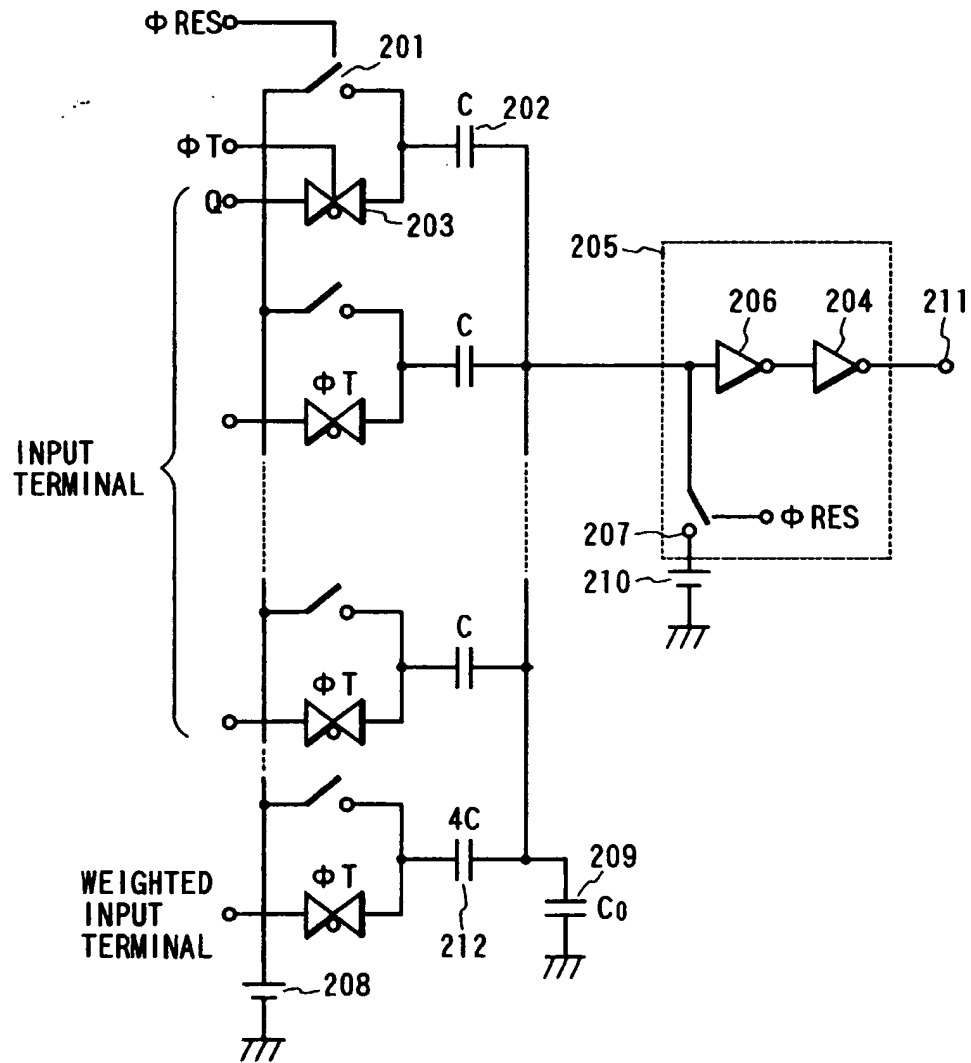 ΦRES
201
C
202
ΦT
Q
203
205
206
204
211
C
ΦT
INPUT
TERMINAL
207
ΦRES
210
C
ΦT
4C
209
WEIGHTED
INPUT
TERMINAL
ΦT
C0
212
208